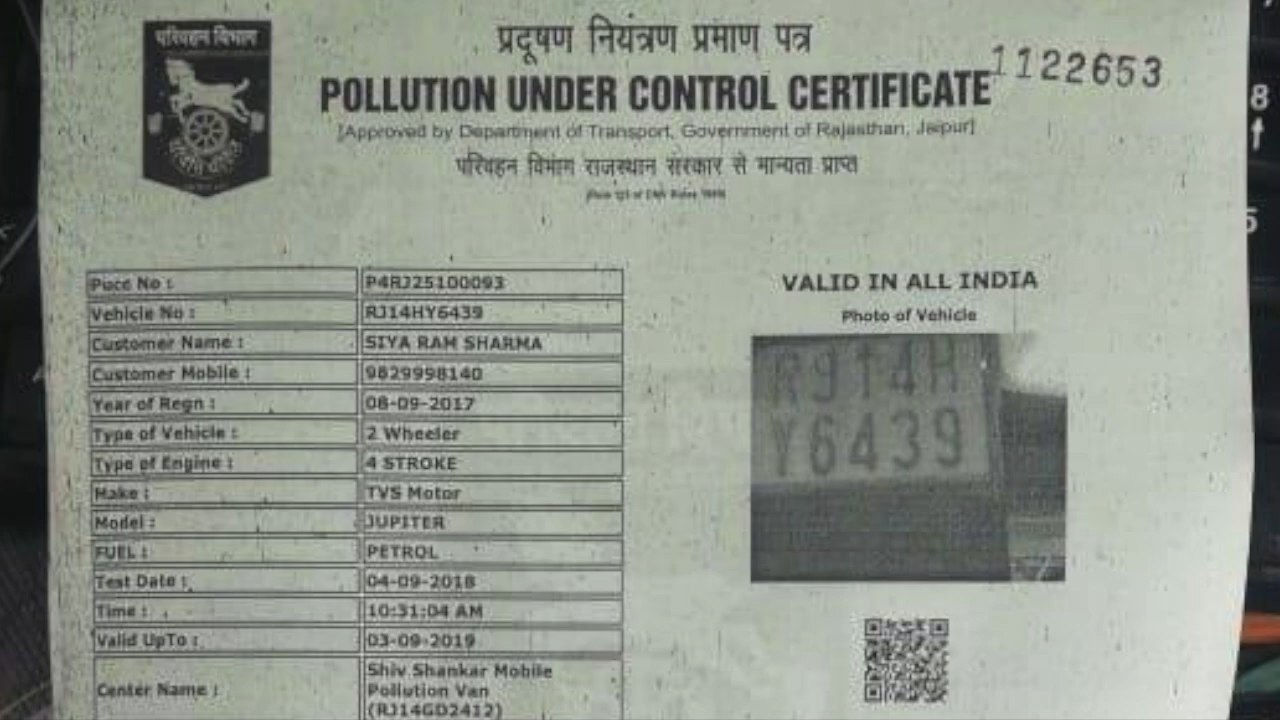 परिवहन विभाग
प्रदूषण नियंत्रण प्रमाण पत्र
1122653
POLLUTION UNDER CONTROL CERTIFICATE
[Approved by Department of Transport, Government of Rajasthan, Jaipur]
परिवहन विभाग राजस्थान सरकार से मान्यता प्राप्त
VALID IN ALL INDIA
Photo of Vehicle
R914H
Y6439
Pucc No : P4RJ25100093
Vehicle No : RJ14HY6439
Customer Name : SIYA RAM SHARMA
Customer Mobile : 9829998140
Year of Regn : 08-09-2017
Type of Vehicle : 2 Wheeler
Type of Engine : 4 STROKE
Make : TVS Motor
Model : JUPITER
FUEL : PETROL
Test Date : 04-09-2018
Time : 10:31:04 AM
Valid UpTo : 03-09-2019
Center Name : Shiv Shankar Mobile
Pollution Van
(RJ14GD2412)
8
5